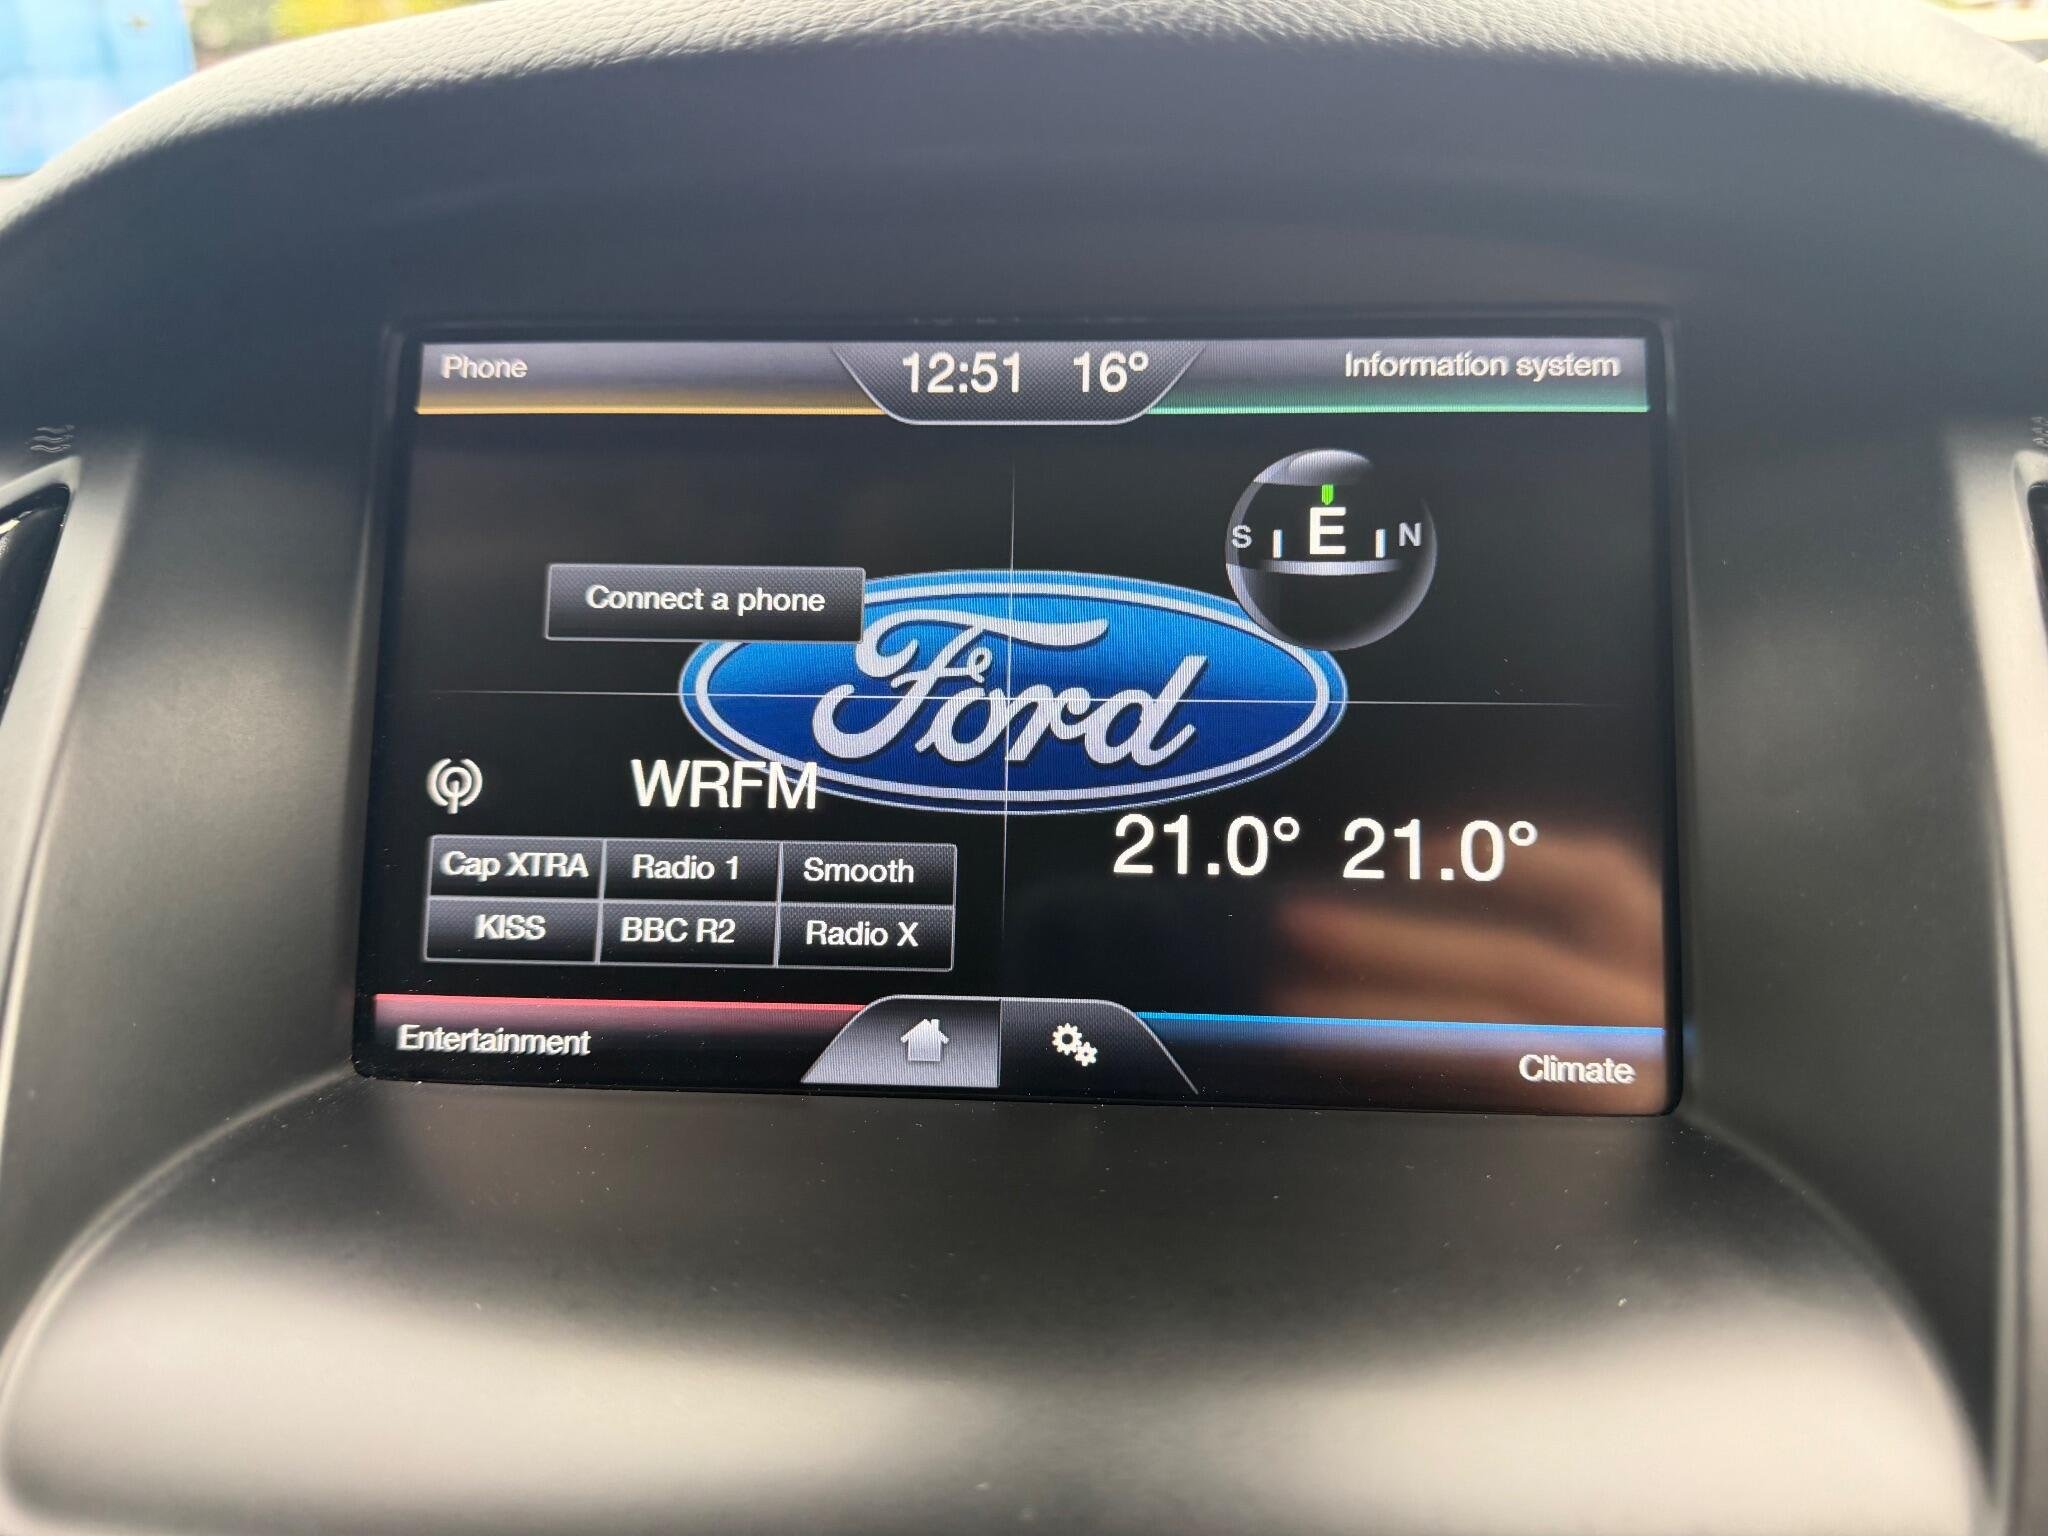 Phone
12:51 16°
Information system
S E N
Connect a phone
Ford
WRFM
21.0° 21.0°
Cap XTRA Radio 1 Smooth
KISS BBC R2 Radio X
Entertainment
Climate